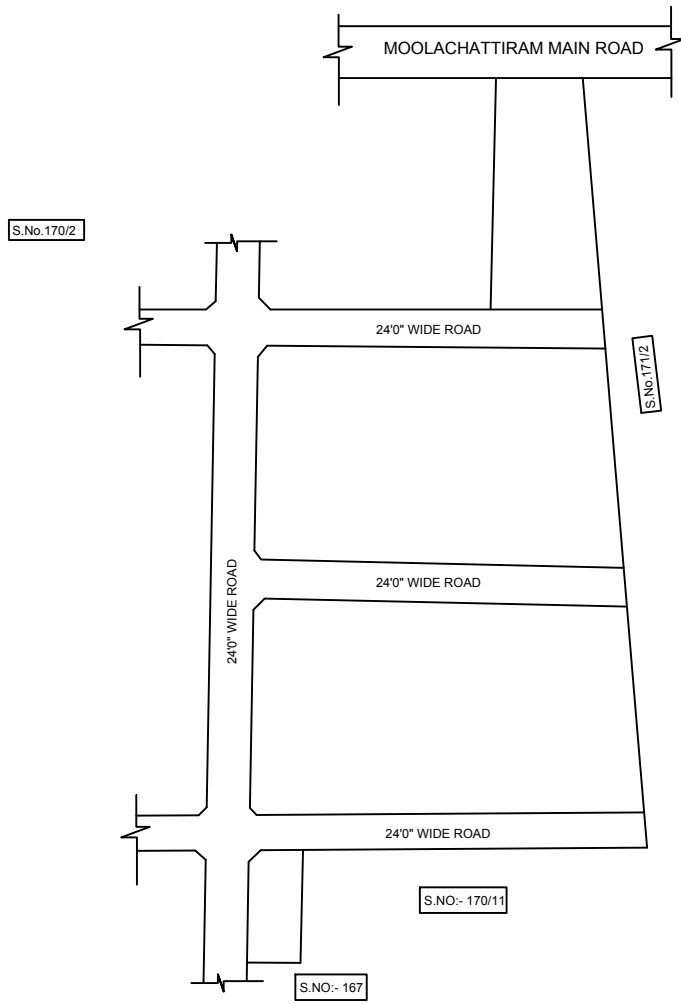 MOOLACHATTIRAM MAIN ROAD
S.No.170/2
24'0" WIDE ROAD
S.No.171/2
24'0" WIDE ROAD
24'0" WIDE ROAD
24'0" WIDE ROAD
S.NO:- 170/11
S.NO:- 167